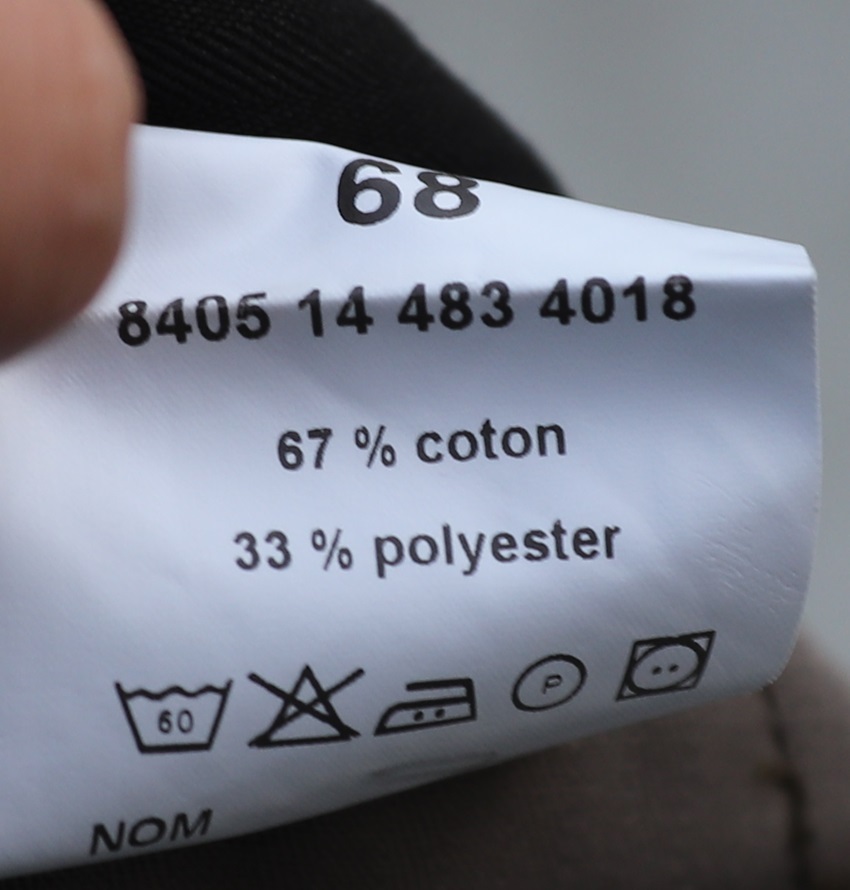 68
8405 14 483 4018
67 % coton
33 % polyester
60 P
NOM